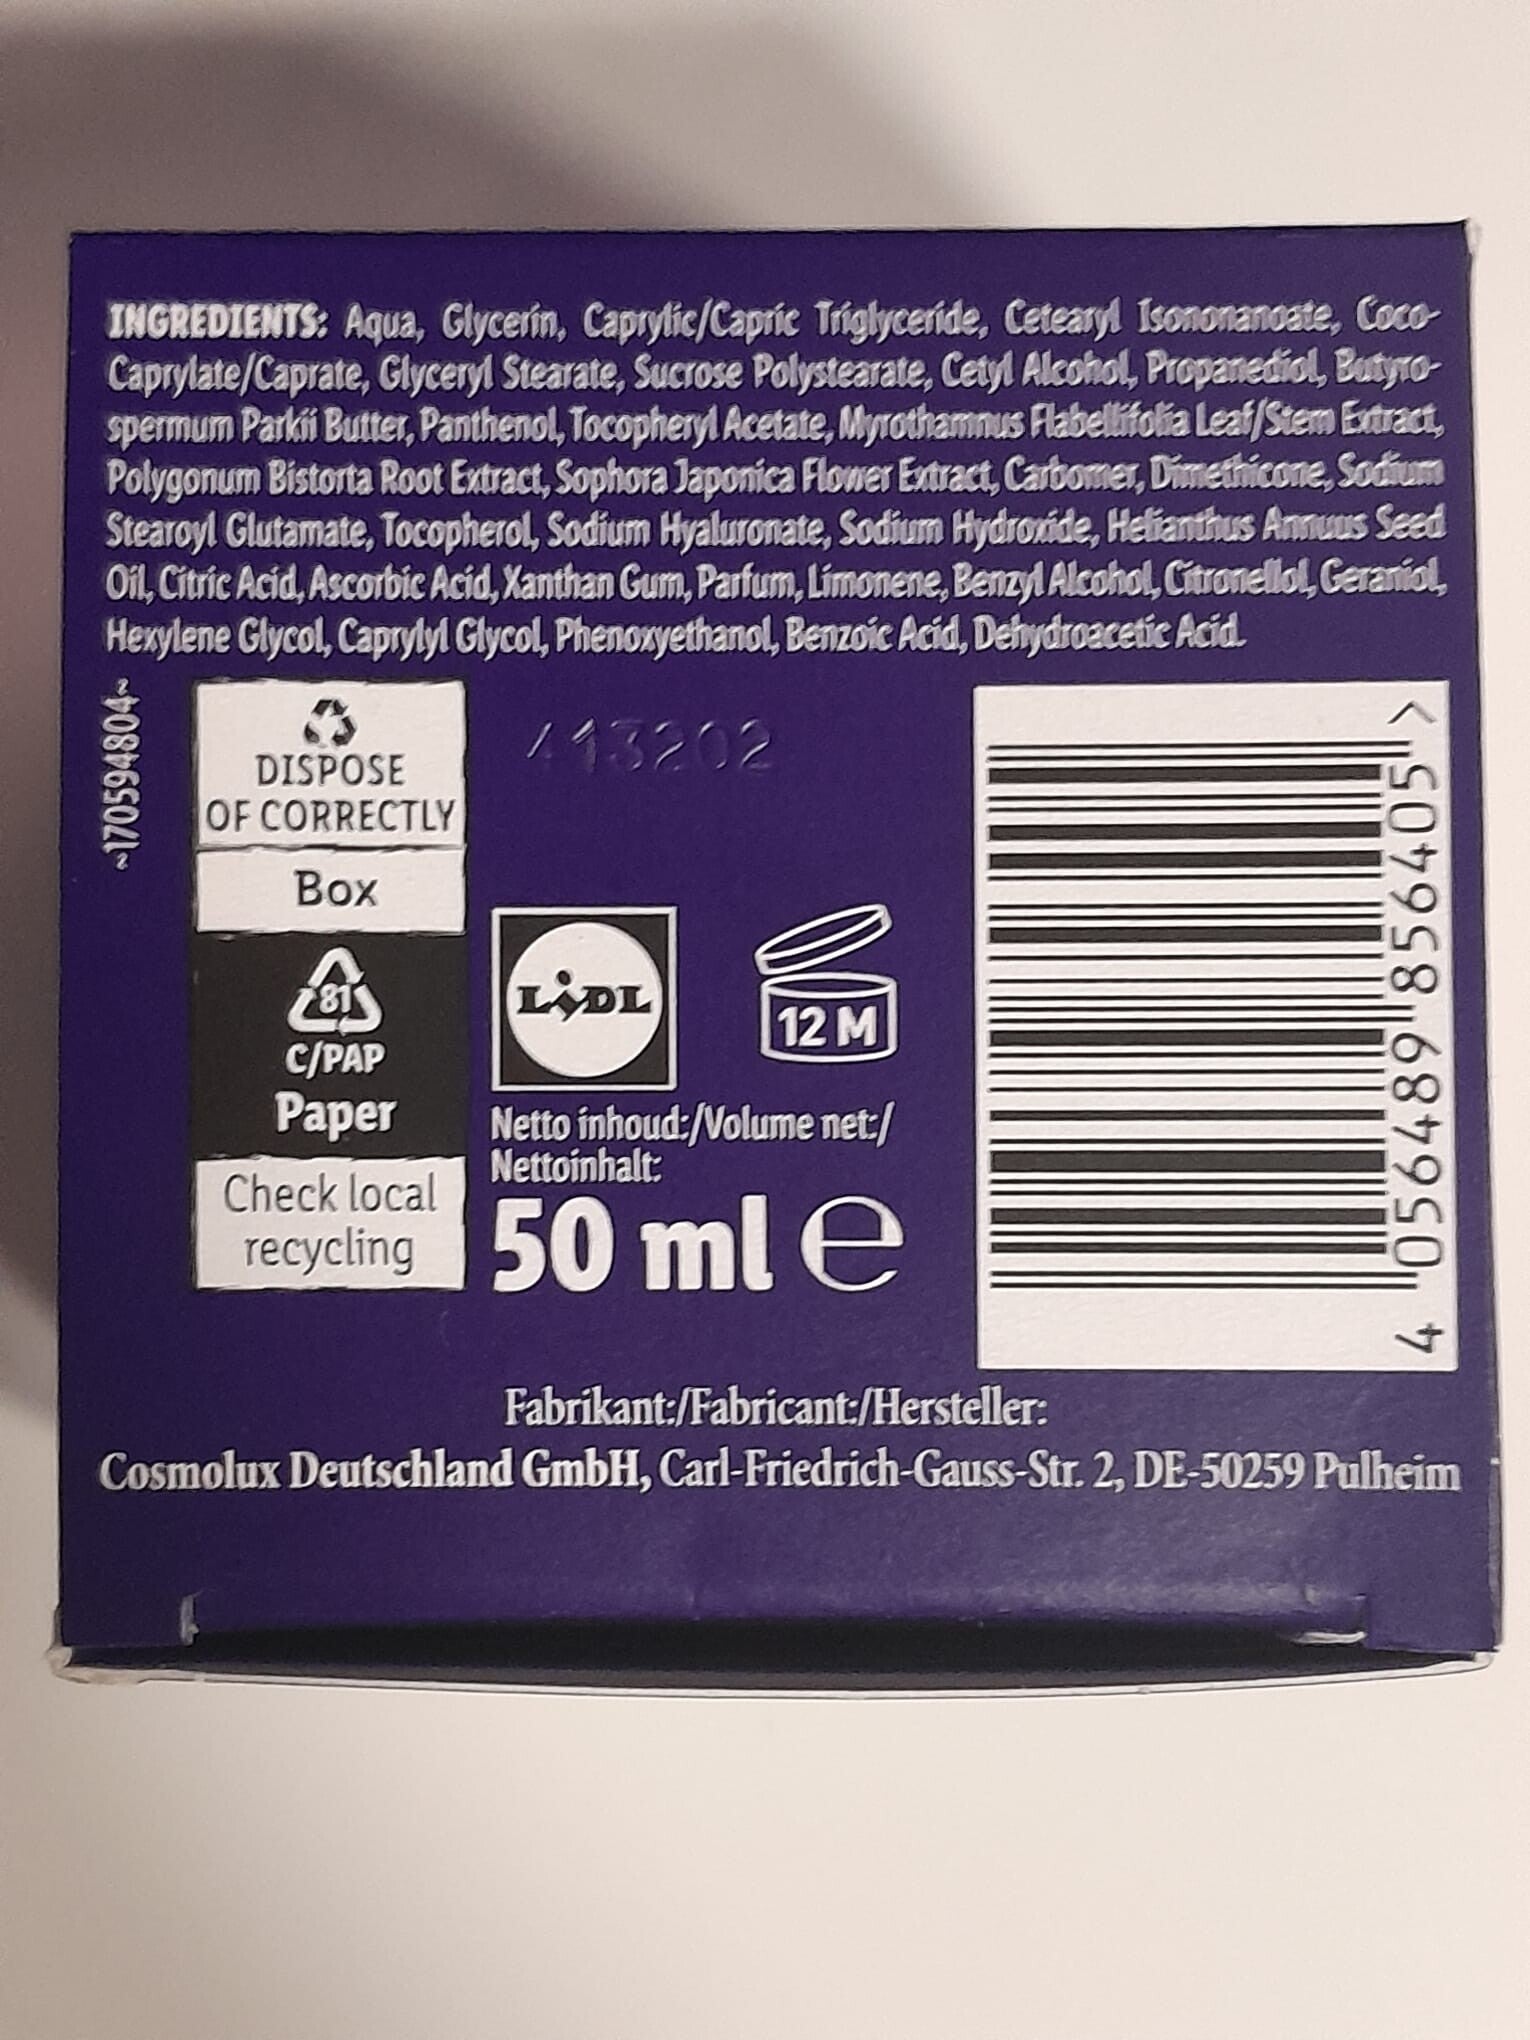 INGREDIENTS: Aqua, Glycerin, Caprylic/Capric Triglyceride, Cetearyl Isononanoate, Coco-
Caprylate/Caprate, Glyceryl Stearate, Sucrose Polystearate, Cetyl Alcohol, Propanediol, Butyro-
spermum Parkii Butter, Panthenol, Tocopheryl Acetate, Myrothamnus Flabellifolia Leaf/Stem Extract,
Polygonum Bistorta Root Extract, Sophora Japonica Flower Extract, Carbomer, Dimethicone, Sodium
Stearoyl Glutamate, Tocopherol, Sodium Hyaluronate, Sodium Hydroxide, Helianthus Annuus Seed
Oil, Citric Acid, Ascorbic Acid, Xanthan Gum, Parfum, Limonene, Benzyl Alcohol, Citronellol, Geraniol,
Hexylene Glycol, Caprylyl Glycol, Phenoxyethanol, Benzoic Acid, Dehydroacetic Acid.
~170594804~
DISPOSE
OF CORRECTLY
Box
81
C/PAP
Paper
Check local
recycling
413202
LIDL
12 M
Netto inhoud:/Volume net:/
Nettoinhalt:
50 ml e
4 056489 856405 >
Fabrikant:/Fabricant:/Hersteller:
Cosmolux Deutschland GmbH, Carl-Friedrich-Gauss-Str. 2, DE-50259 Pulheim